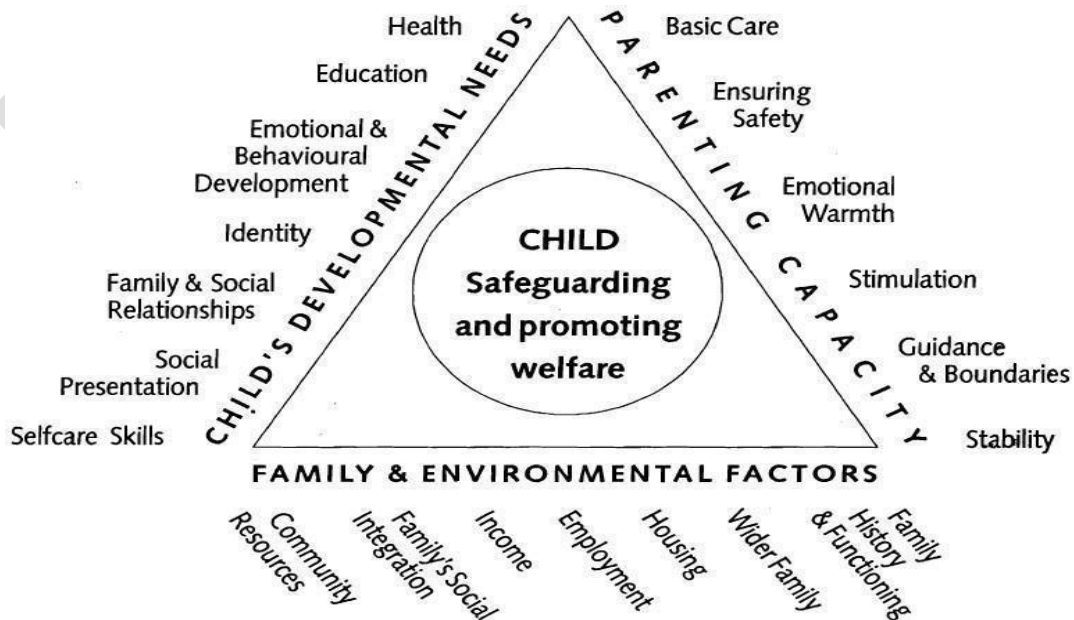 Health
Education
Emotional &
Behavioural
Development
Identity
Family & Social
Relationships
Social
Presentation
Selfcare Skills
CHILD'S DEVELOPMENTAL NEEDS
CHILD
Safeguarding
and promoting
welfare
PARENTING CAPACITY
Basic Care
Ensuring
Safety
Emotional
Warmth
Stimulation
Guidance
& Boundaries
Stability
FAMILY & ENVIRONMENTAL FACTORS
Community
Resources
Family's Social
Integration
Income
Employment
Housing
Wider Family
Family
History
& Functioning